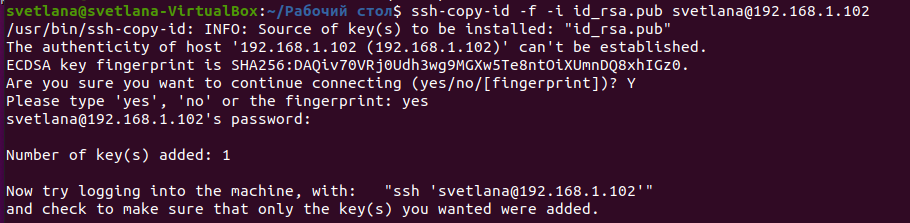 svetlana@svetlana-VirtualBox:~/Рабочий стол$ ssh-copy-id -f -i id_rsa.pub svetlana@192.168.1.102
/usr/bin/ssh-copy-id: INFO: Source of key(s) to be installed: "id_rsa.pub"
The authenticity of host '192.168.1.102 (192.168.1.102)' can't be established.
ECDSA key fingerprint is SHA256:DAQiv70VRj0Udh3wg9MGXw5Te8ntOiXUmnDQ8xhIGz0.
Are you sure you want to continue connecting (yes/no/[fingerprint])? Y
Please type 'yes', 'no' or the fingerprint: yes
svetlana@192.168.1.102's password:
Number of key(s) added: 1
Now try logging into the machine, with:   "ssh 'svetlana@192.168.1.102'"
and check to make sure that only the key(s) you wanted were added.